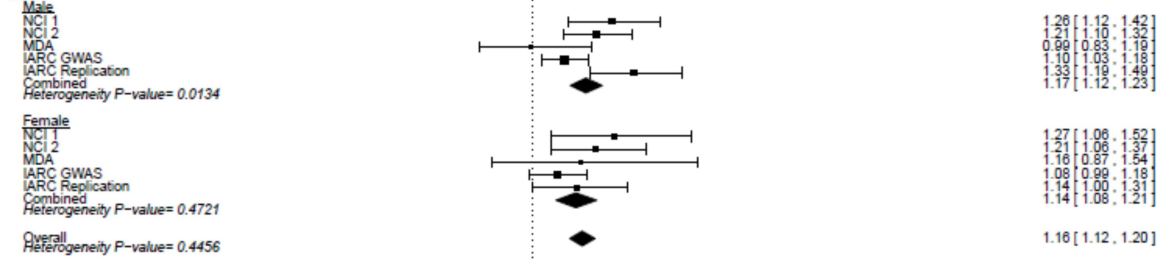 Male
NCI 1 1.26 [ 1.12 , 1.42 ]
NCI 2 1.21 [ 1.10 , 1.32 ]
MDA 0.99 [ 0.83 , 1.19 ]
IARC GWAS 1.10 [ 1.03 , 1.18 ]
IARC Replication 1.33 [ 1.19 , 1.49 ]
Combined 1.17 [ 1.12 , 1.23 ]
Heterogeneity P-value= 0.0134
Female
NCI 1 1.27 [ 1.06 , 1.52 ]
NCI 2 1.21 [ 1.06 , 1.37 ]
MDA 1.16 [ 0.87 , 1.54 ]
IARC GWAS 1.08 [ 0.99 , 1.18 ]
IARC Replication 1.14 [ 1.00 , 1.31 ]
Combined 1.14 [ 1.08 , 1.21 ]
Heterogeneity P-value= 0.4721
Overall 1.16 [ 1.12 , 1.20 ]
Heterogeneity P-value= 0.4456